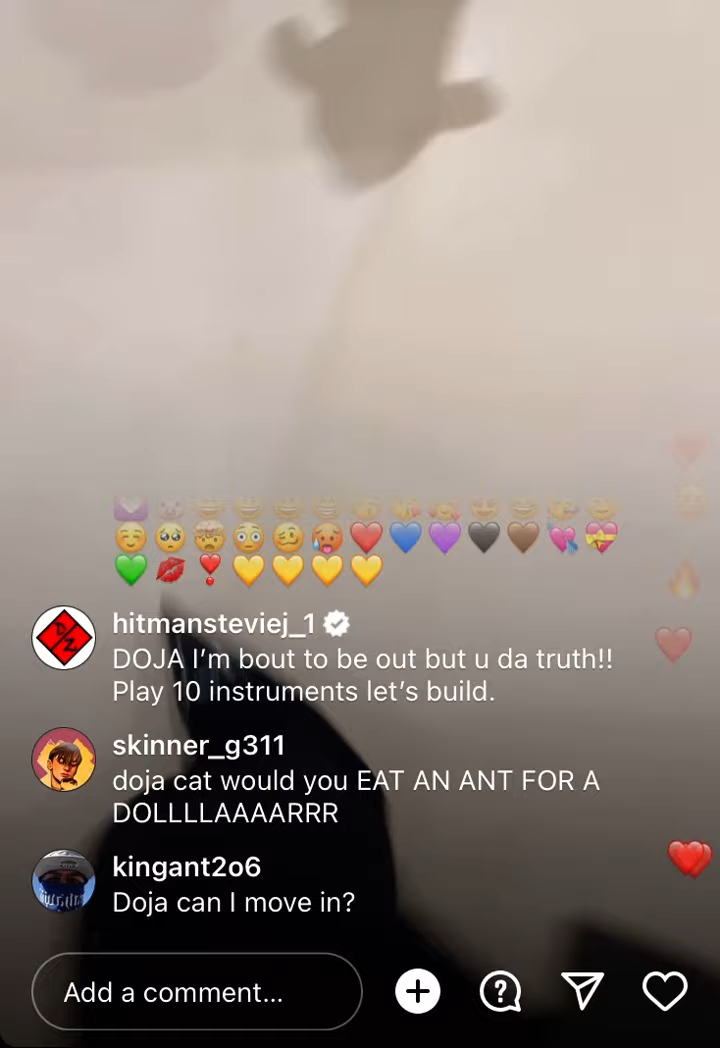 hitmansteviej_1
DOJA I’m bout to be out but u da truth!!
Play 10 instruments let’s build.
skinner_g311
doja cat would you EAT AN ANT FOR A
DOLLLLAAAARRR
kingant2o6
Doja can I move in?
Add a comment...